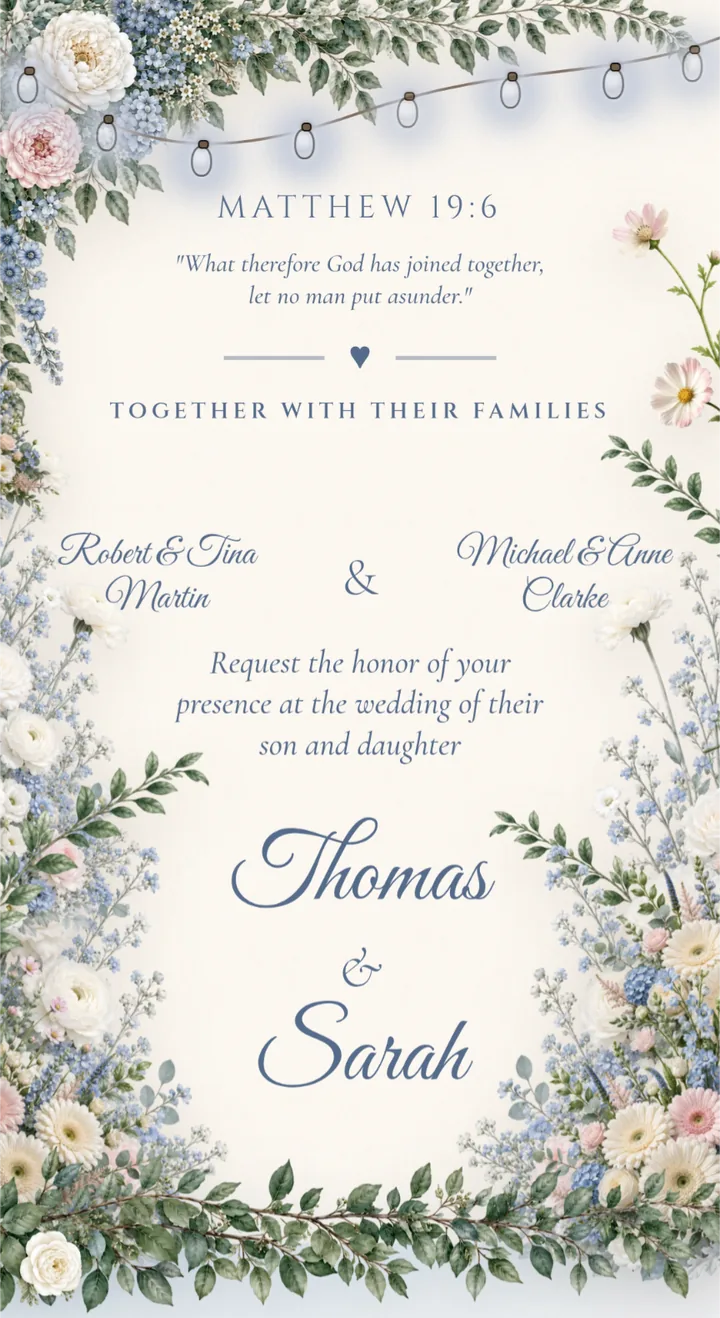 MATTHEW 19:6
"What therefore God has joined together,
let no man put asunder."
TOGETHER WITH THEIR FAMILIES
Robert & Tina
Martin
&
Michael & Anne
Clarke
Request the honor of your
presence at the wedding of their
son and daughter
Thomas
&
Sarah